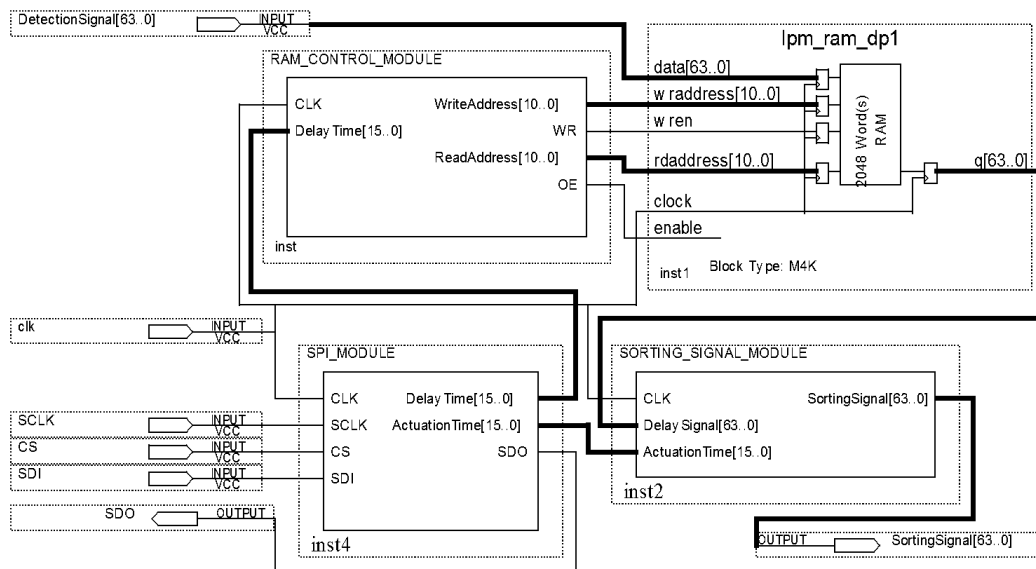 DetectionSignal[63..0]
INPUT
VCC
lpm_ram_dp1
RAM_CONTROL_MODULE
data[63..0]
CLK
WriteAddress[10..0]
w raddress[10..0]
Delay Time[15..0]
WR
w ren
2048 Word(s)
RAM
ReadAddress[10..0]
rdaddress[10..0]
q[63..0]
OE
clock
enable
inst
inst1
Block Type: M4K
clk
INPUT
VCC
SPI_MODULE
SORTING_SIGNAL_MODULE
CLK
Delay Time[15..0]
CLK
SortingSignal[63..0]
SCLK
INPUT
VCC
SCLK
ActuationTime[15..0]
Delay Signal[63..0]
CS
INPUT
VCC
CS
SDO
ActuationTime[15..0]
SDI
INPUT
VCC
SDI
inst2
SDO
OUTPUT
inst4
OUTPUT
SortingSignal[63..0]